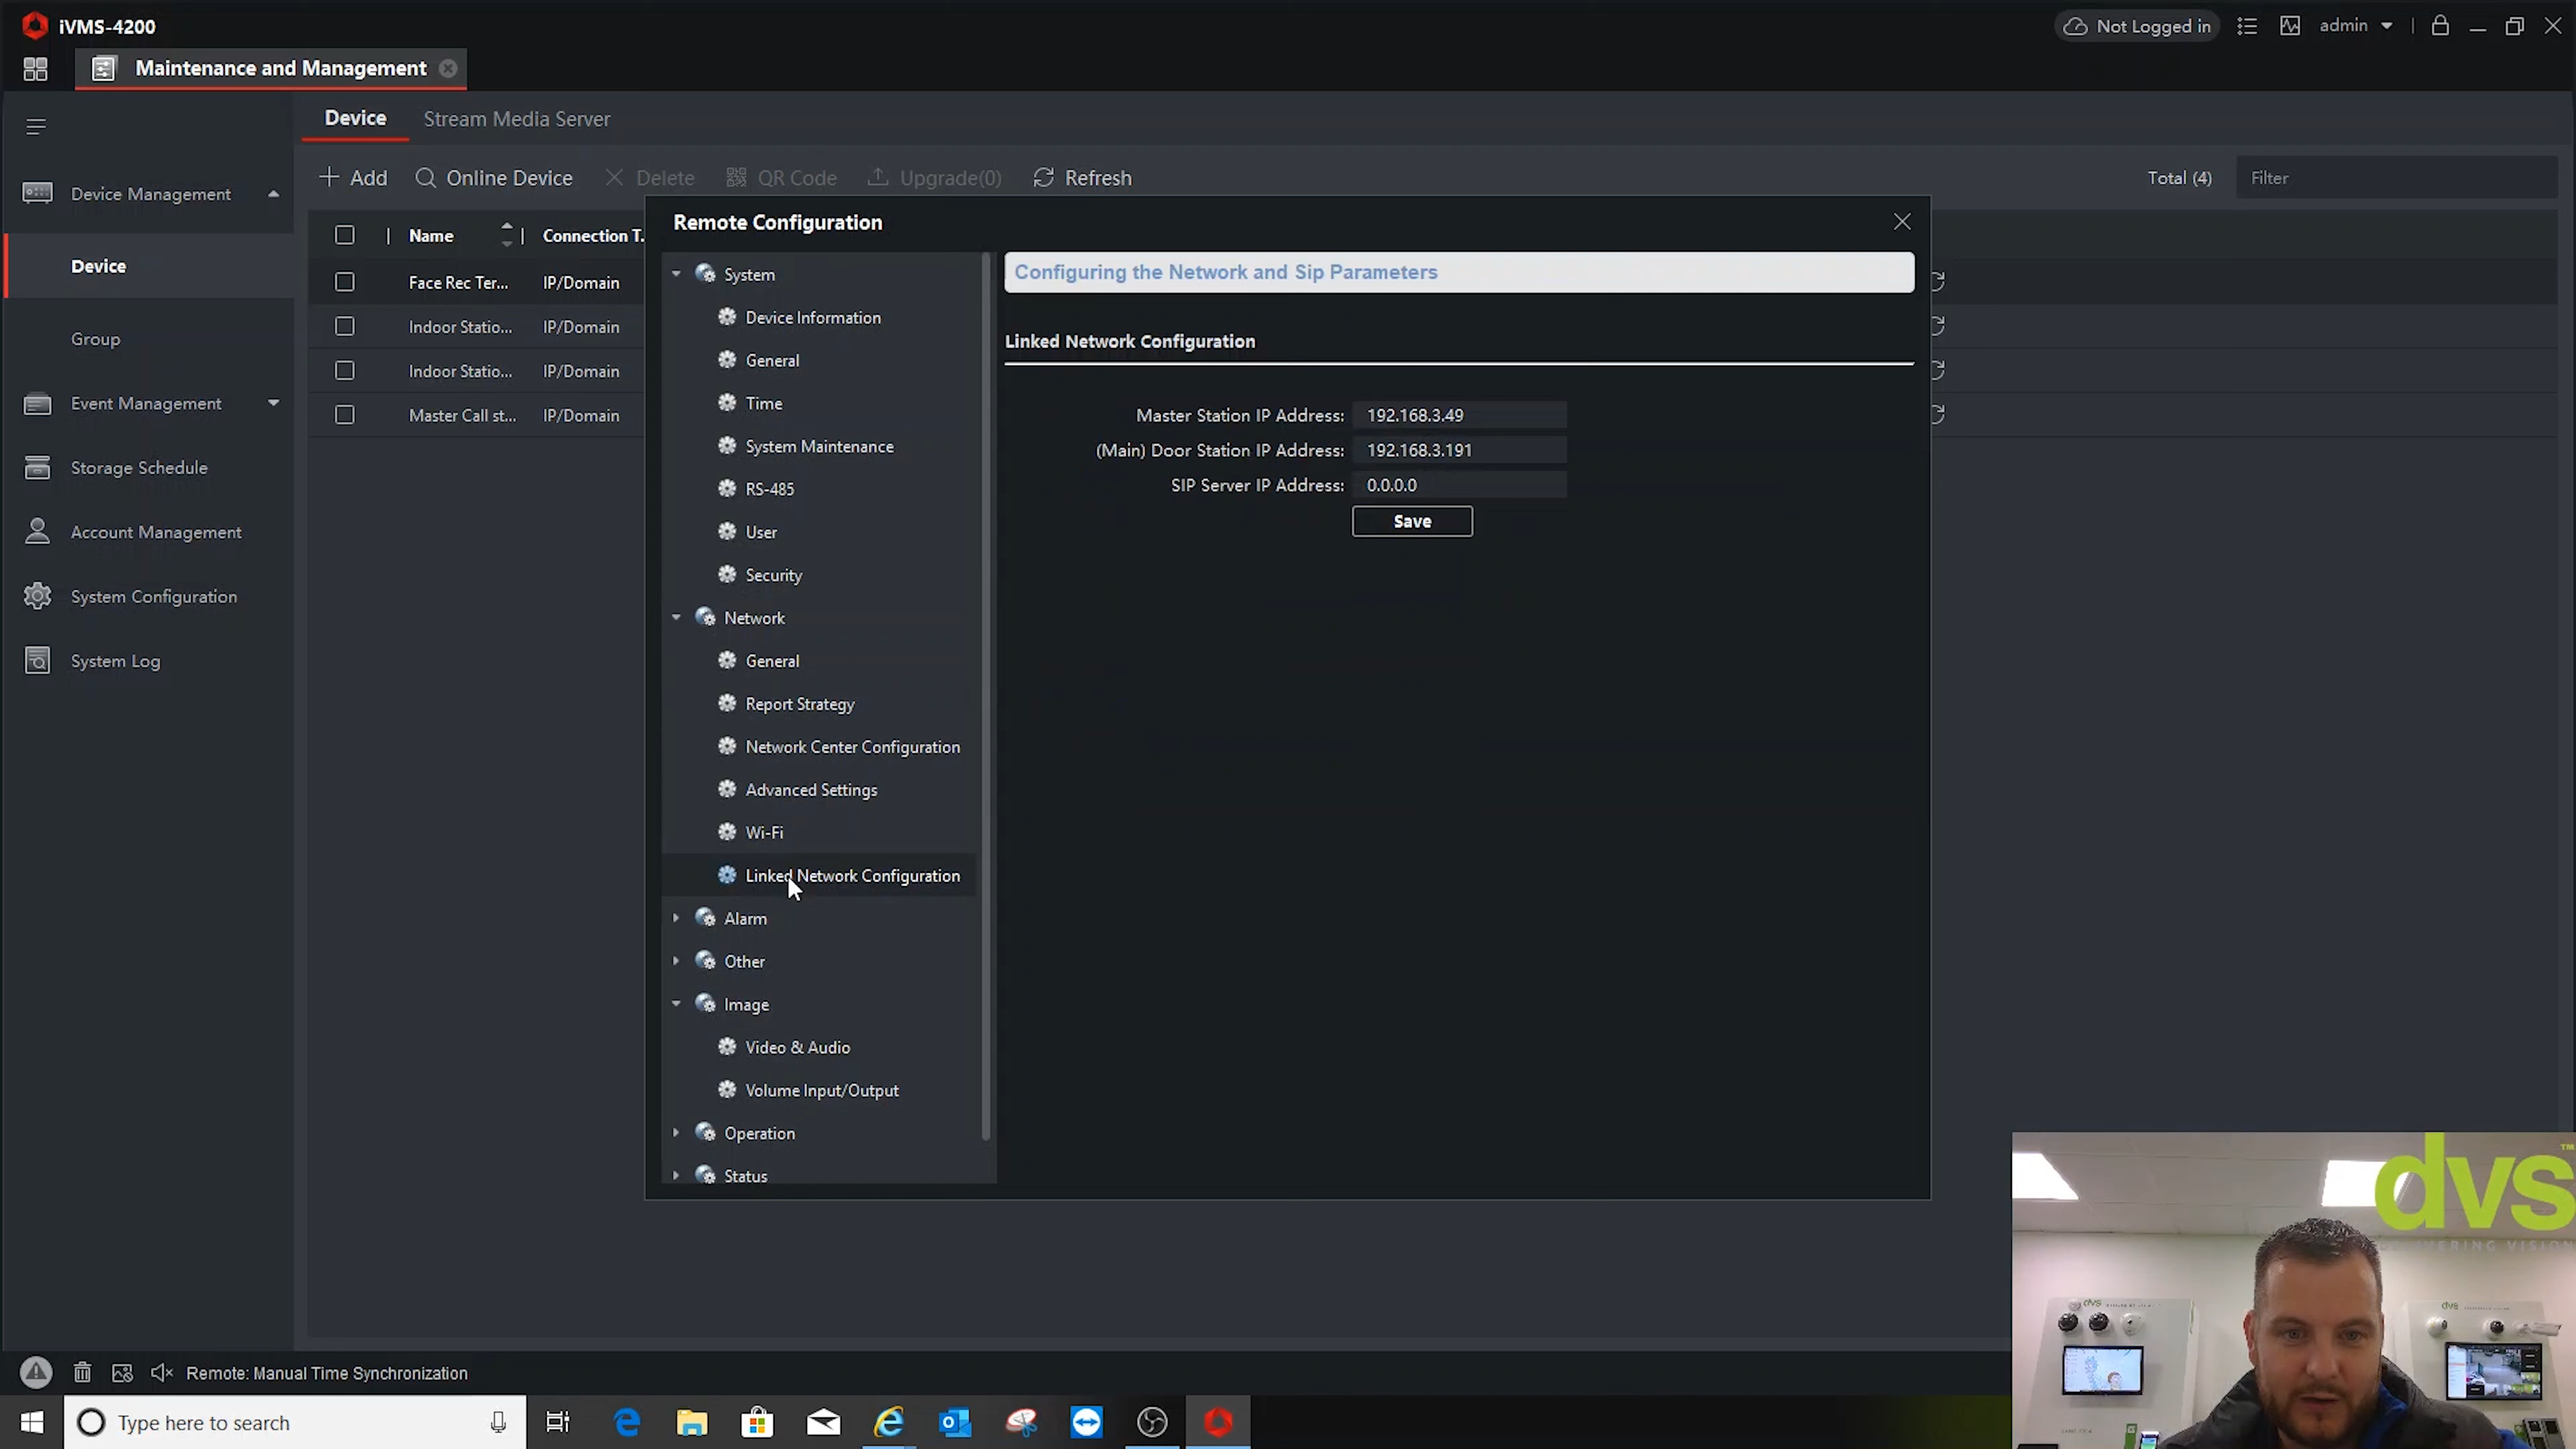 iVMS-4200
Not Logged in
admin
Maintenance and Management
Device
Stream Media Server
Add
Online Device
Delete
QR Code
Upgrade(0)
Refresh
Total (4)
Filter
Device Management
Device
Group
Event Management
Storage Schedule
Account Management
System Configuration
System Log
Name
Connection T...
Face Rec Ter...
IP/Domain
Indoor Statio...
IP/Domain
Indoor Statio...
IP/Domain
Master Call st...
IP/Domain
Remote Configuration
System
Device Information
General
Time
System Maintenance
RS-485
User
Security
Network
General
Report Strategy
Network Center Configuration
Advanced Settings
Wi-Fi
Linked Network Configuration
Alarm
Other
Image
Video & Audio
Volume Input/Output
Operation
Status
Configuring the Network and Sip Parameters
Linked Network Configuration
Master Station IP Address: 192.168.3.49
(Main) Door Station IP Address: 192.168.3.191
SIP Server IP Address: 0.0.0.0
Save
Remote: Manual Time Synchronization
Type here to search
dvs™
dvs
dvs